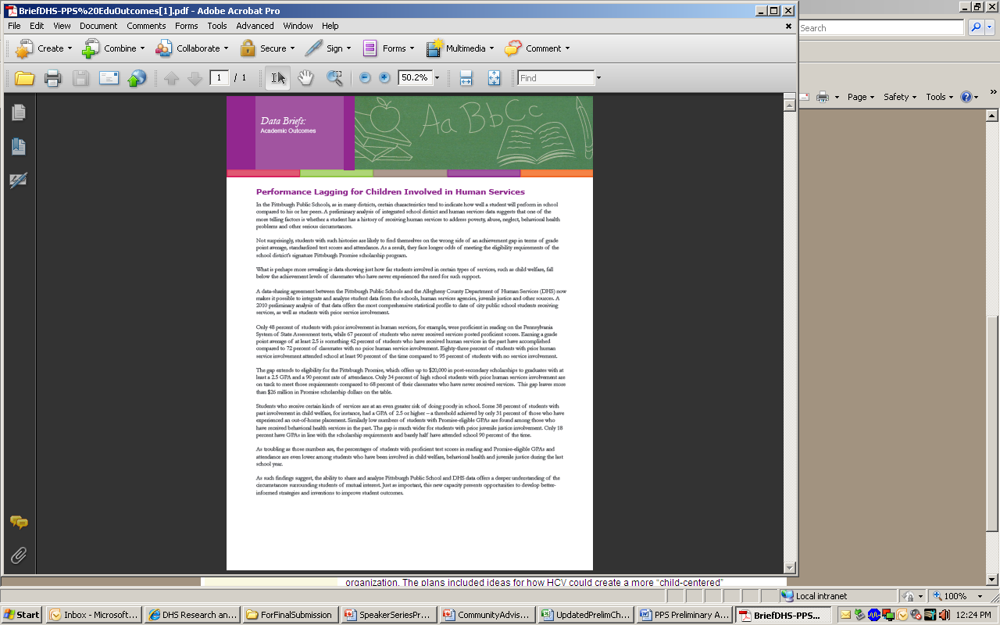 BriefDHS-PPS%20EduOutcomes[1].pdf - Adobe Acrobat Pro
File Edit View Document Comments Forms Tools Advanced Window Help
Search
Create Combine Collaborate Secure Sign Forms Multimedia Comment
1 / 1 50.2% Find
Page Safety Tools
Data Briefs:
Academic Outcomes
Aa Bb Cc
Performance Lagging for Children Involved in Human Services
In the Pittsburgh Public Schools, as in many districts, certain characteristics tend to indicate how well a student will perform in school
compared to his or her peers. A preliminary analysis of integrated school district and human services data suggests that one of the
more telling factors is whether a student has a history of receiving human services to address poverty, abuse, neglect, behavioral health
problems and other serious circumstances.
Not surprisingly, students with such histories are likely to find themselves on the wrong side of an achievement gap in terms of grade
point average, standardized test scores and attendance. As a result, they face longer odds of meeting the eligibility requirements of the
school district's signature Pittsburgh Promise scholarship program.
What is perhaps more revealing is data showing just how far students involved in certain types of services, such as child welfare, fall
below the achievement levels of classmates who have never experienced the need for such support.
A data-sharing agreement between the Pittsburgh Public Schools and the Allegheny County Department of Human Services (DHS) now
makes it possible to integrate and analyze student data from the schools, human services agencies, juvenile justice and other sources. A
2010 preliminary analysis of that data offers the most comprehensive statistical profile to date of city public school students receiving
services, as well as students with prior service involvement.
Only 48 percent of students with prior involvement in human services, for example, were proficient in reading on the Pennsylvania
System of State Assessment tests, while 67 percent of students who never received services posted proficient scores. Earning a grade
point average of at least 2.5 is something 42 percent of students who have received human services in the past have accomplished
compared to 72 percent of classmates with no prior human service involvement. Eighty-three percent of students with prior human
service involvement attended school at least 90 percent of the time compared to 95 percent of students with no service involvement.
The gap extends to eligibility for the Pittsburgh Promise, which offers up to $20,000 in post-secondary scholarships to graduates with at
least a 2.5 GPA and a 90 percent rate of attendance. Only 34 percent of high school students with prior human services involvement are
on track to meet those requirements compared to 68 percent of their classmates who have never received services. This gap leaves more
than $26 million in Promise scholarship dollars on the table.
Students who receive certain kinds of services are at an even greater risk of doing poorly in school. Some 38 percent of students with
past involvement in child welfare, for instance, had a GPA of 2.5 or higher – a threshold achieved by only 31 percent of those who have
experienced an out-of-home placement. Similarly low numbers of students with Promise-eligible GPAs are found among those who
have received behavioral health services in the past. The gap is much wider for students with prior juvenile justice involvement. Only 18
percent have GPAs in line with the scholarship requirements and barely half have attended school 90 percent of the time.
As troubling as those numbers are, the percentages of students with proficient test scores in reading and Promise-eligible GPAs and
attendance are even lower among students who have been involved in child welfare, behavioral health and juvenile justice during the last
school year.
As such findings suggest, the ability to share and analyze Pittsburgh Public School and DHS data offers a deeper understanding of the
circumstances surrounding students of mutual interest. Just as important, this new capacity presents opportunities to develop better-
informed strategies and inventions to improve student outcomes.
organization. The plans included ideas for how HCV could create a more "child-centered"
Local intranet 100%
Start Inbox - Microsoft... DHS Research an... ForFinalSubmission SpeakerSeriesPr... CommunityAdvis... UpdatedPrelimCh... PPS Preliminary A... BriefDHS-PPS... 12:24 PM